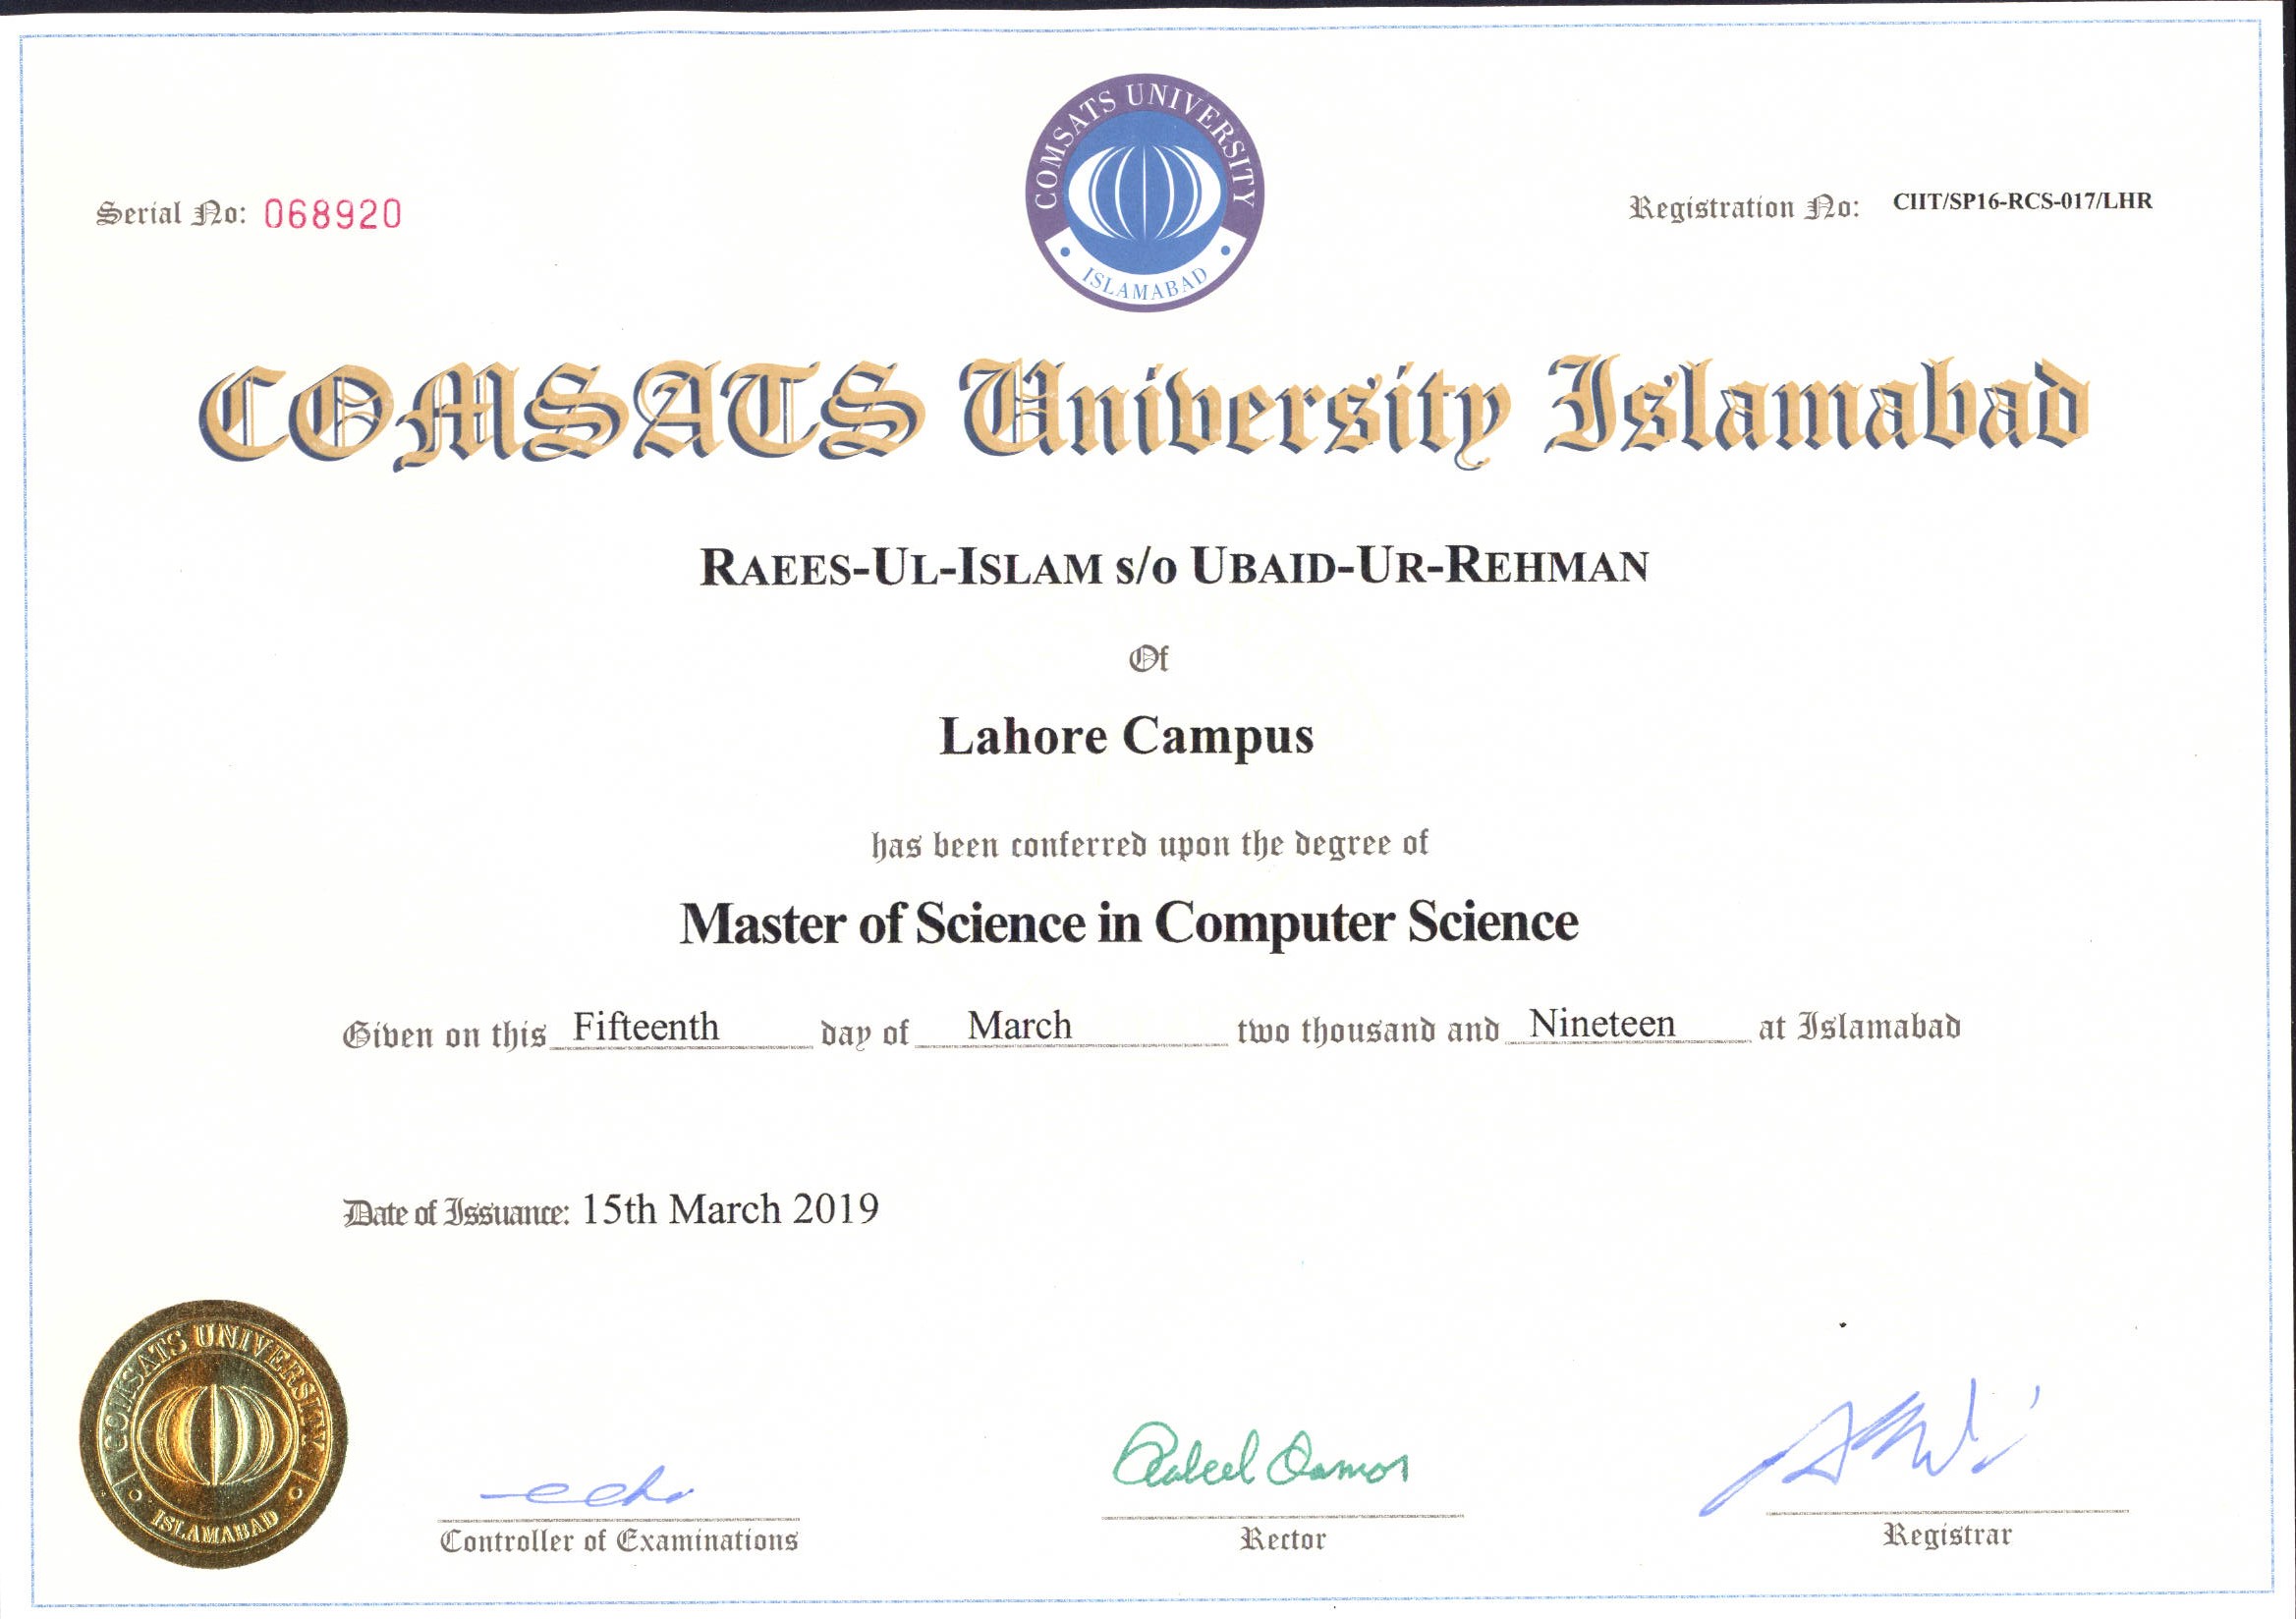 COMSATS UNIVERSITY
ISLAMABAD
Serial No: 068920
Registration No: CIIT/SP16-RCS-017/LHR
COMSATS University Islamabad
RAEES-UL-ISLAM s/o UBAID-UR-REHMAN
Of
Lahore Campus
has been conferred upon the degree of
Master of Science in Computer Science
Given on this Fifteenth day of March two thousand and Nineteen at Islamabad
Date of Issuance: 15th March 2019
COMSATS UNIVERSITY
ISLAMABAD
Controller of Examinations
Rector
Registrar